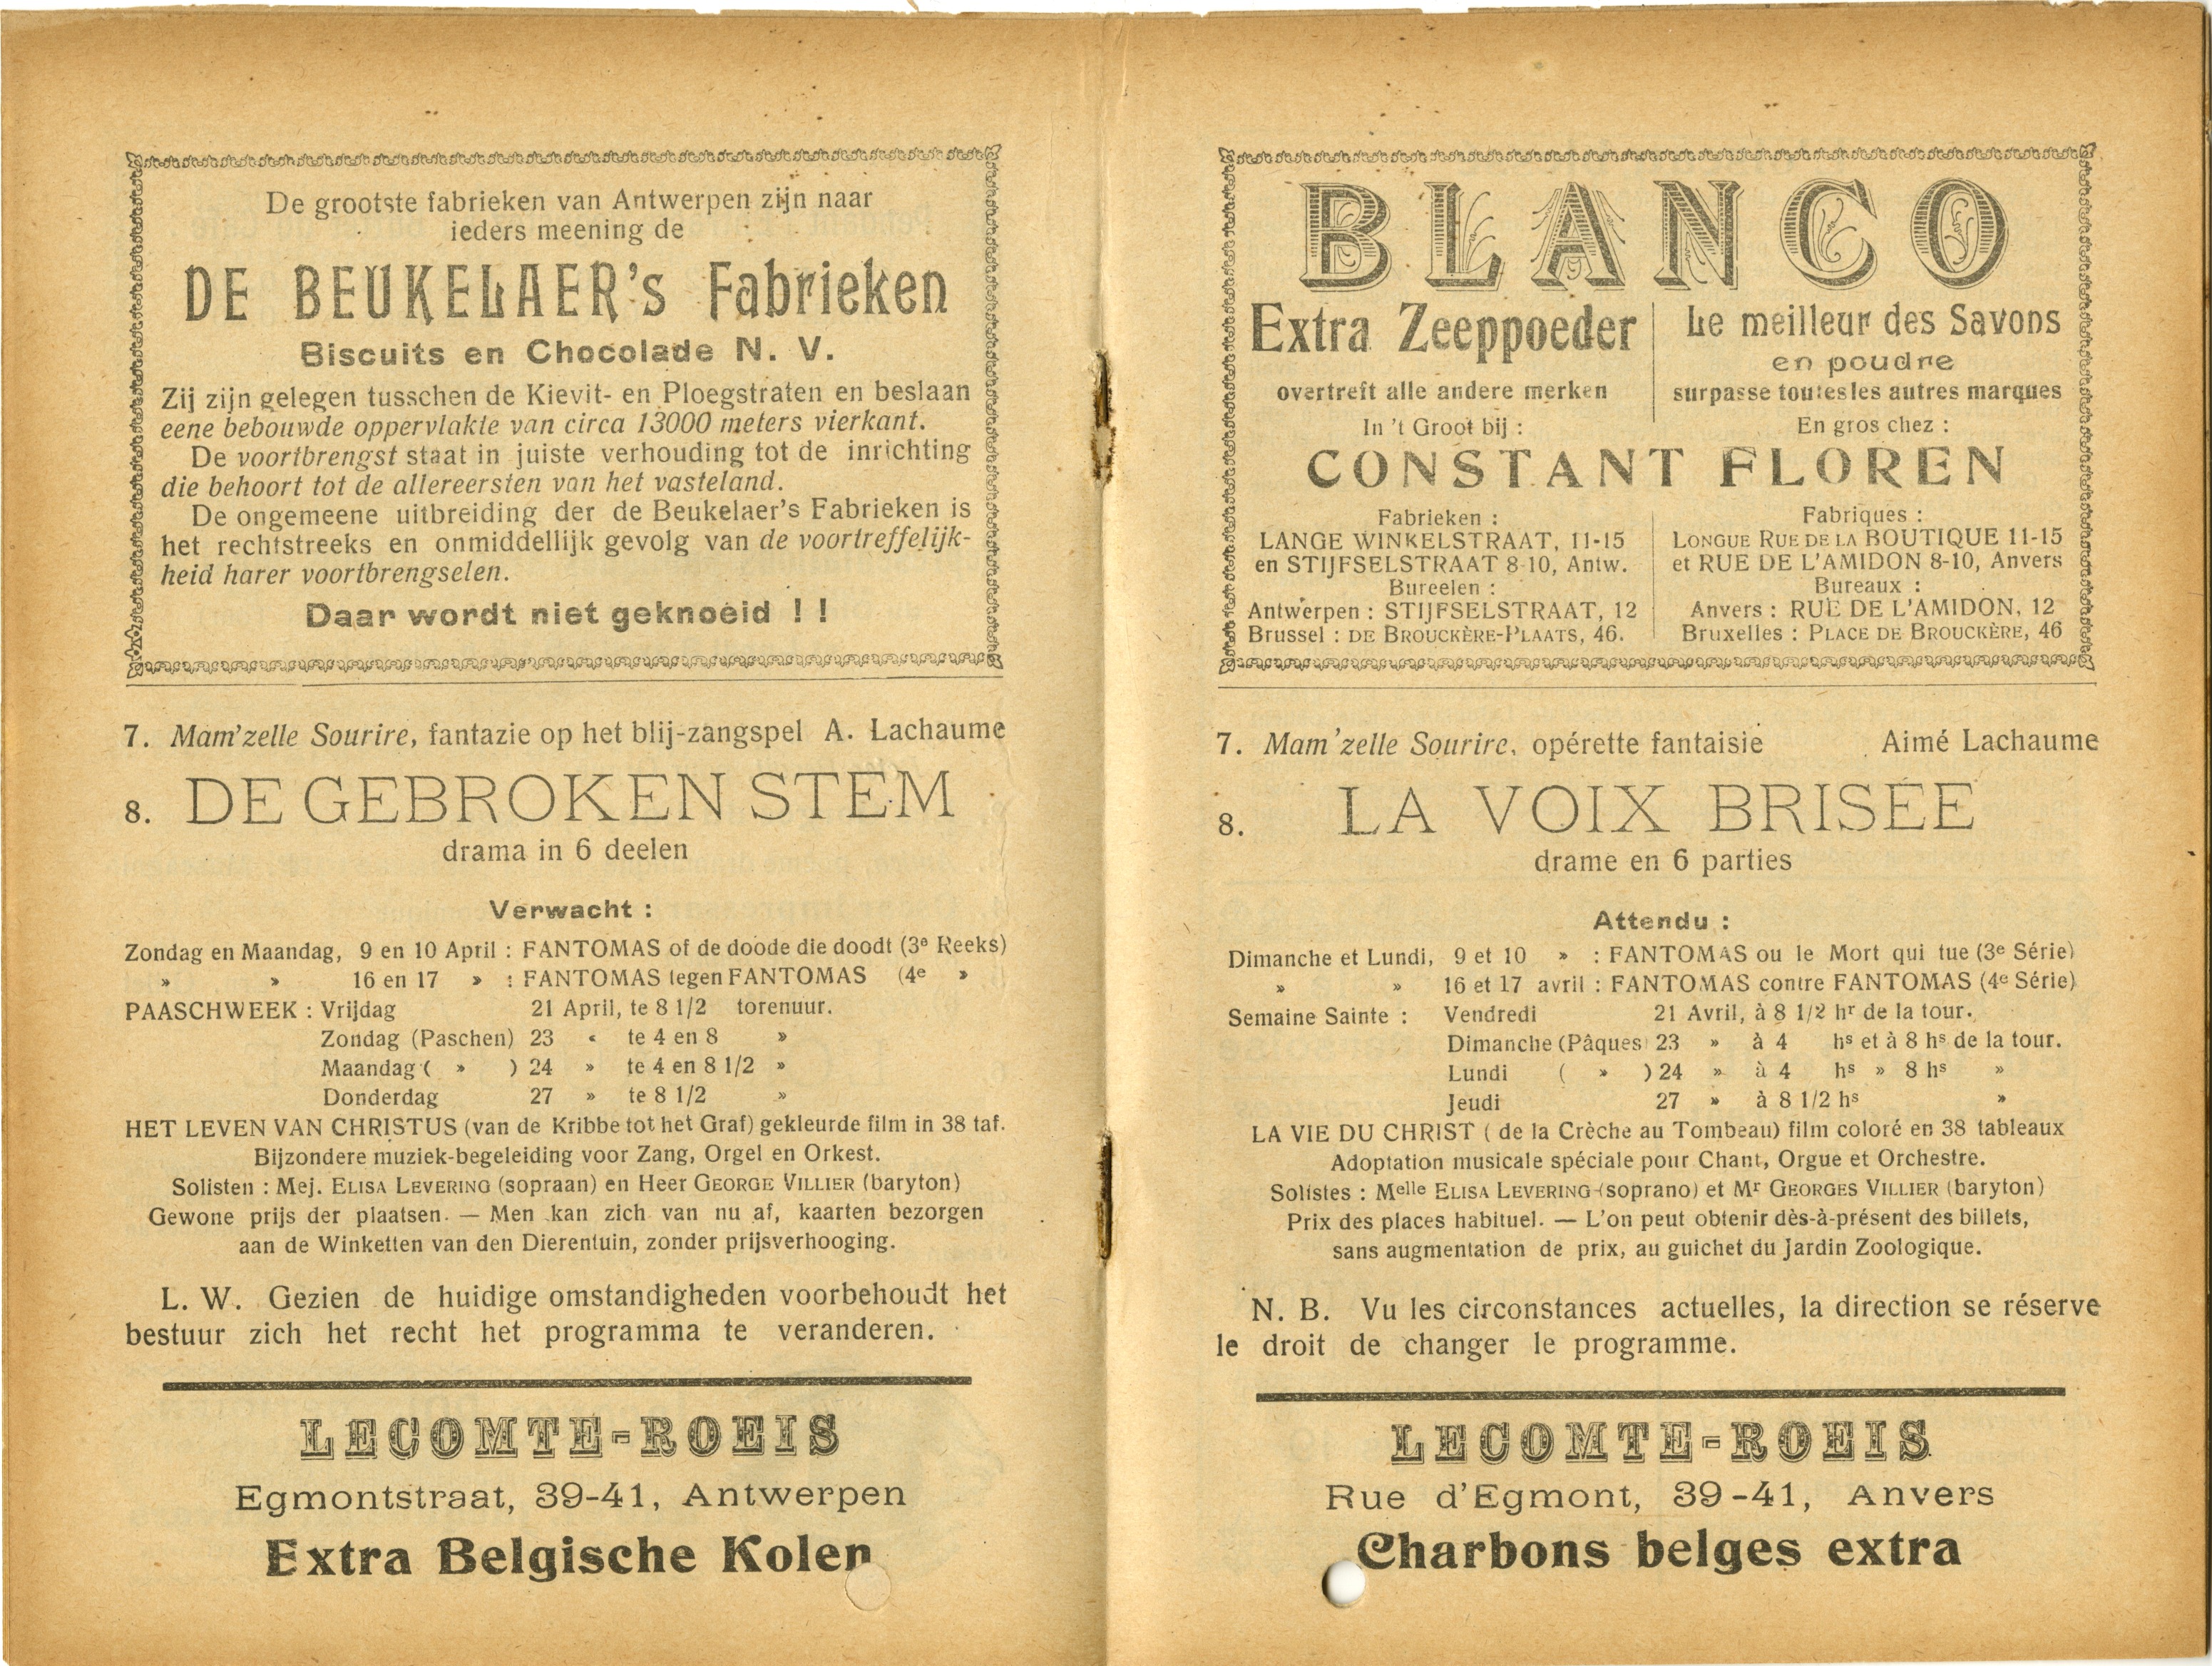 De grootste fabrieken van Antwerpen zijn naar
ieders meening de
DE BEUKELAER's Fabrieken
Biscuits en Chocolade N. V.
Zij zijn gelegen tusschen de Kievit- en Ploegstraten en beslaan
eene bebouwde oppervlakte van circa 13000 meters vierkant.
De voortbrengst staat in juiste verhouding tot de inrichting
die behoort tot de allereersten van het vasteland.
De ongemeene uitbreiding der de Beukelaer's Fabrieken is
het rechtstreeks en onmiddellijk gevolg van de voortreffelijk-
heid harer voortbrengselen.
Daar wordt niet geknoeid ! !
7. Mam'zelle Sourire, fantazie op het blij-zangspel A. Lachaume
8. DE GEBROKEN STEM
drama in 6 deelen
Verwacht :
Zondag en Maandag, 9 en 10 April : FANTOMAS of de doode die doodt (3e Reeks)
» » 16 en 17 » : FANTOMAS tegen FANTOMAS (4e »
PAASCHWEEK : Vrijdag 21 April, te 8 1/2 torenuur.
Zondag (Paschen) 23 « te 4 en 8 »
Maandag ( » ) 24 » te 4 en 8 1/2 »
Donderdag 27 » te 8 1/2 »
HET LEVEN VAN CHRISTUS (van de Kribbe tot het Graf) gekleurde film in 38 taf.
Bijzondere muziek-begeleiding voor Zang, Orgel en Orkest.
Solisten : Mej. ELISA LEVERING (sopraan) en Heer GEORGE VILLIER (baryton)
Gewone prijs der plaatsen. — Men kan zich van nu af, kaarten bezorgen
aan de Winketten van den Dierentuin, zonder prijsverhooging.
L. W. Gezien de huidige omstandigheden voorbehoudt het
bestuur zich het recht het programma te veranderen.
LECOMTE-ROEIS
Egmontstraat, 39-41, Antwerpen
Extra Belgische Kolen
BLANCO
Extra Zeeppoeder
overtreft alle andere merken
In 't Groot bij :
Le meilleur des Savons
en poudre
surpasse toutes les autres marques
En gros chez :
CONSTANT FLOREN
Fabrieken :
LANGE WINKELSTRAAT, 11-15
en STIJFSELSTRAAT 8-10, Antw.
Bureelen :
Antwerpen : STIJFSELSTRAAT, 12
Brussel : DE BROUCKÈRE-PLAATS, 46.
Fabriques :
LONGUE RUE DE LA BOUTIQUE 11-15
et RUE DE L'AMIDON 8-10, Anvers
Bureaux :
Anvers : RUE DE L'AMIDON, 12
Bruxelles : PLACE DE BROUCKÈRE, 46
7. Mam'zelle Sourire, opérette fantaisie Aimé Lachaume
8. LA VOIX BRISÉE
drame en 6 parties
Attendu :
Dimanche et Lundi, 9 et 10 » : FANTOMAS ou le Mort qui tue (3e Série)
» » 16 et 17 avril : FANTOMAS contre FANTOMAS (4e Série)
Semaine Sainte : Vendredi 21 Avril, à 8 1/2 hr de la tour.
Dimanche (Pâques) 23 » à 4 hs et à 8 hs de la tour.
Lundi ( » ) 24 » à 4 hs » 8 hs »
Jeudi 27 » à 8 1/2 hs »
LA VIE DU CHRIST ( de la Crèche au Tombeau) film coloré en 38 tableaux
Adoptation musicale spéciale pour Chant, Orgue et Orchestre.
Solistes : Melle ELISA LEVERING (soprano) et Mr GEORGES VILLIER (baryton)
Prix des places habituel. — L'on peut obtenir dès-à-présent des billets,
sans augmentation de prix, au guichet du Jardin Zoologique.
N. B. Vu les circonstances actuelles, la direction se réserve
le droit de changer le programme.
LECOMTE-ROEIS
Rue d'Egmont, 39-41, Anvers
Charbons belges extra